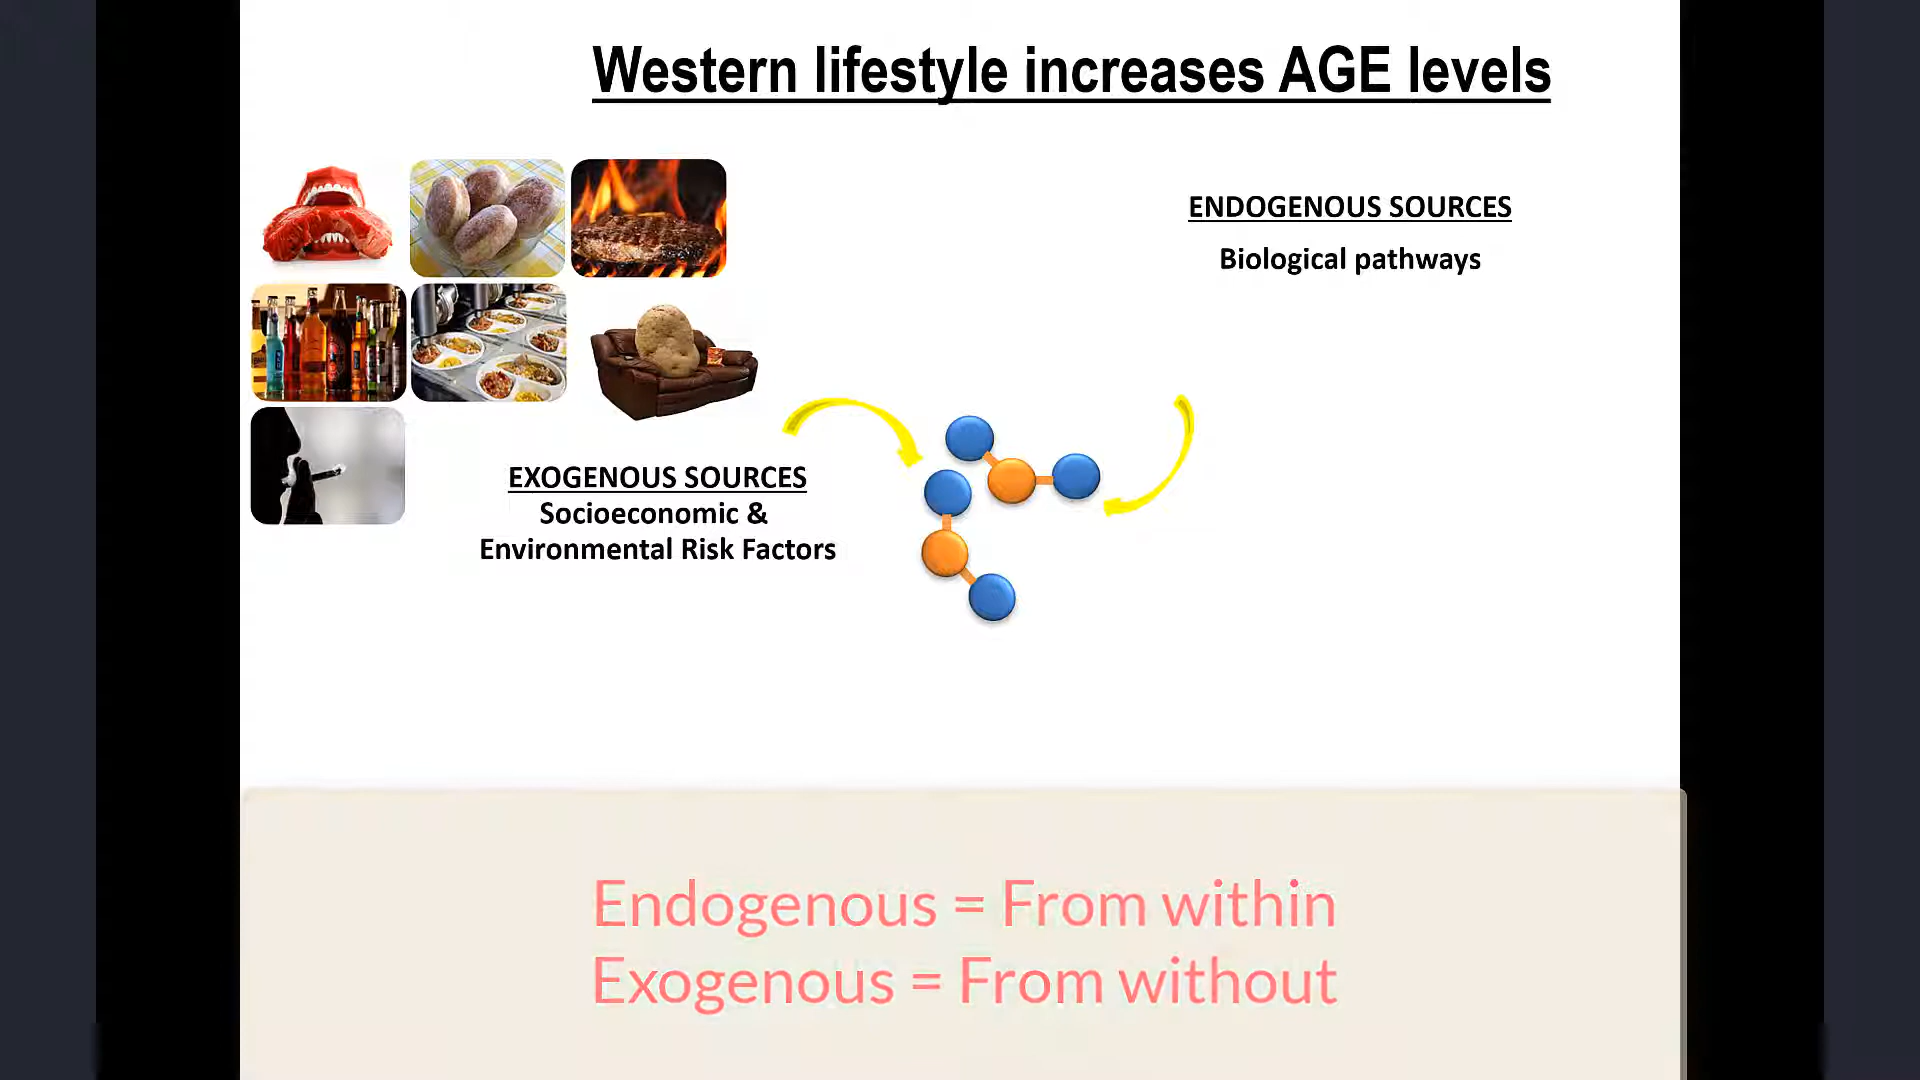 Western lifestyle increases AGE levels
ENDOGENOUS SOURCES
Biological pathways
EXOGENOUS SOURCES
Socioeconomic &
Environmental Risk Factors
Endogenous = From within
Exogenous = From without